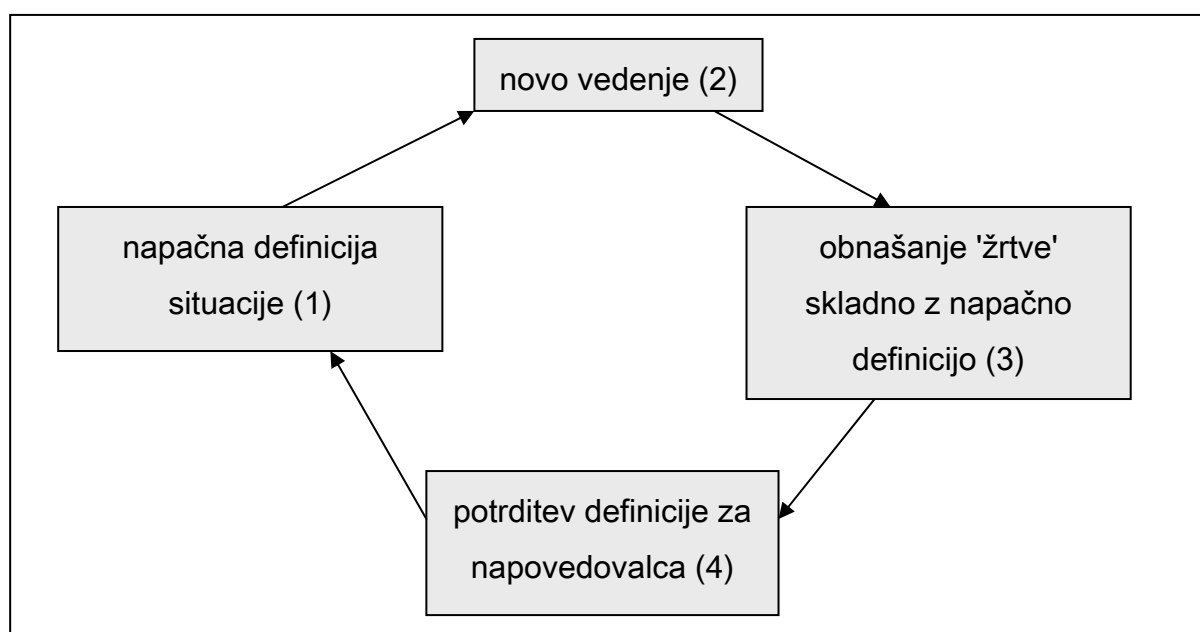 novo vedenje (2)
napačna definicija
situacije (1)
obnašanje 'žrtve'
skladno z napačno
definicijo (3)
potrditev definicije za
napovedovalca (4)